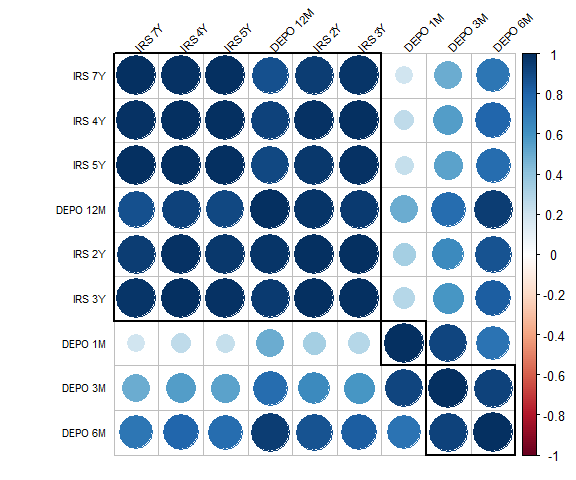 IRS 7Y
IRS 4Y
IRS 5Y
DEPO 12M
IRS 2Y
IRS 3Y
DEPO 1M
DEPO 3M
DEPO 6M
IRS 7Y
IRS 4Y
IRS 5Y
DEPO 12M
IRS 2Y
IRS 3Y
DEPO 1M
DEPO 3M
DEPO 6M
1
0.8
0.6
0.4
0.2
0
-0.2
-0.4
-0.6
-0.8
-1